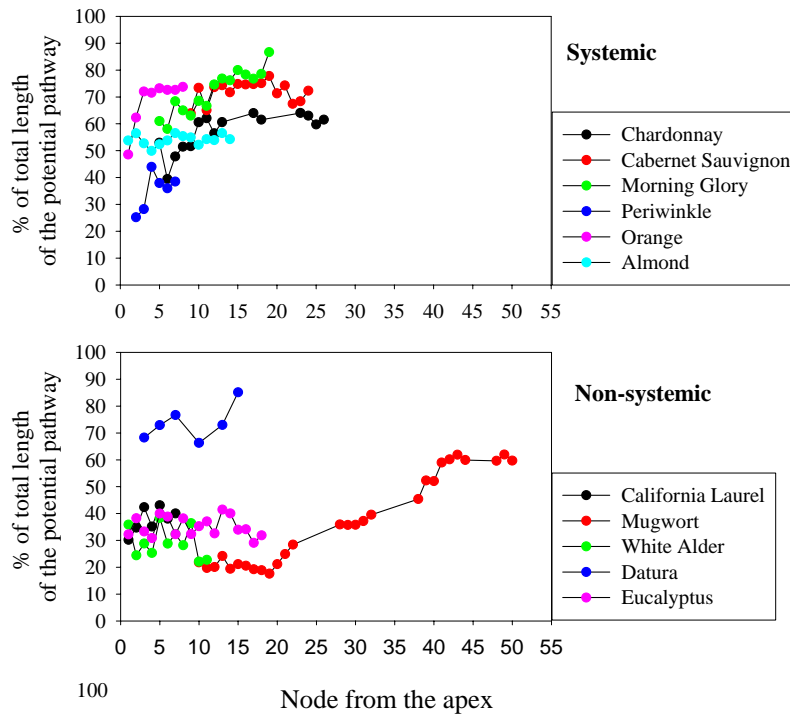 100
90
80
70
60
50
40
30
20
10
0
% of total length
of the potential pathway
0 5 10 15 20 25 30 35 40 45 50 55
Systemic
Chardonnay
Cabernet Sauvignon
Morning Glory
Periwinkle
Orange
Almond
100
90
80
70
60
50
40
30
20
10
0
% of total length
of the potential pathway
0 5 10 15 20 25 30 35 40 45 50 55
Non-systemic
California Laurel
Mugwort
White Alder
Datura
Eucalyptus
100
Node from the apex